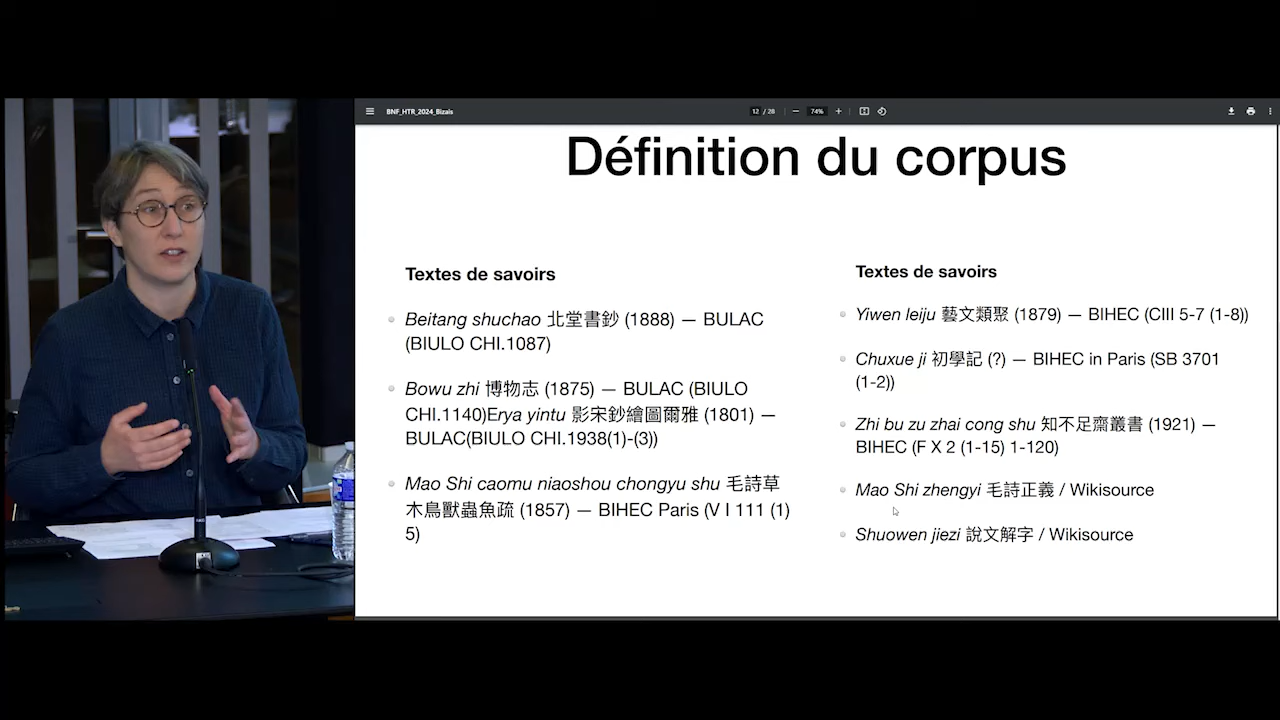 BNF_HTR_2024_Bizais
12 / 28
74%
Définition du corpus
Textes de savoirs
Beitang shuchao 北堂書鈔 (1888) — BULAC
(BIULO CHI.1087)
Bowu zhi 博物志 (1875) — BULAC (BIULO
CHI.1140)Erya yintu 影宋鈔繪圖爾雅 (1801) —
BULAC(BIULO CHI.1938(1)-(3))
Mao Shi caomu niaoshou chongyu shu 毛詩草
木鳥獸蟲魚疏 (1857) — BIHEC Paris (V I 111 (1)
5)
Textes de savoirs
Yiwen leiju 藝文類聚 (1879) — BIHEC (CIII 5-7 (1-8))
Chuxue ji 初學記 (?) — BIHEC in Paris (SB 3701
(1-2))
Zhi bu zu zhai cong shu 知不足齋叢書 (1921) —
BIHEC (F X 2 (1-15) 1-120)
Mao Shi zhengyi 毛詩正義 / Wikisource
Shuowen jiezi 說文解字 / Wikisource